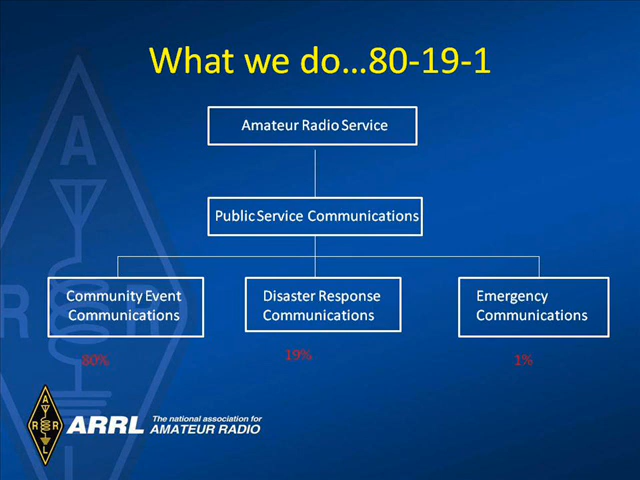 What we do...80-19-1
Amateur Radio Service
Public Service Communications
Community Event
Communications
Disaster Response
Communications
Emergency
Communications
80%
19%
1%
A
R R
L
A
R R
L
ARRL
The national association for
AMATEUR RADIO